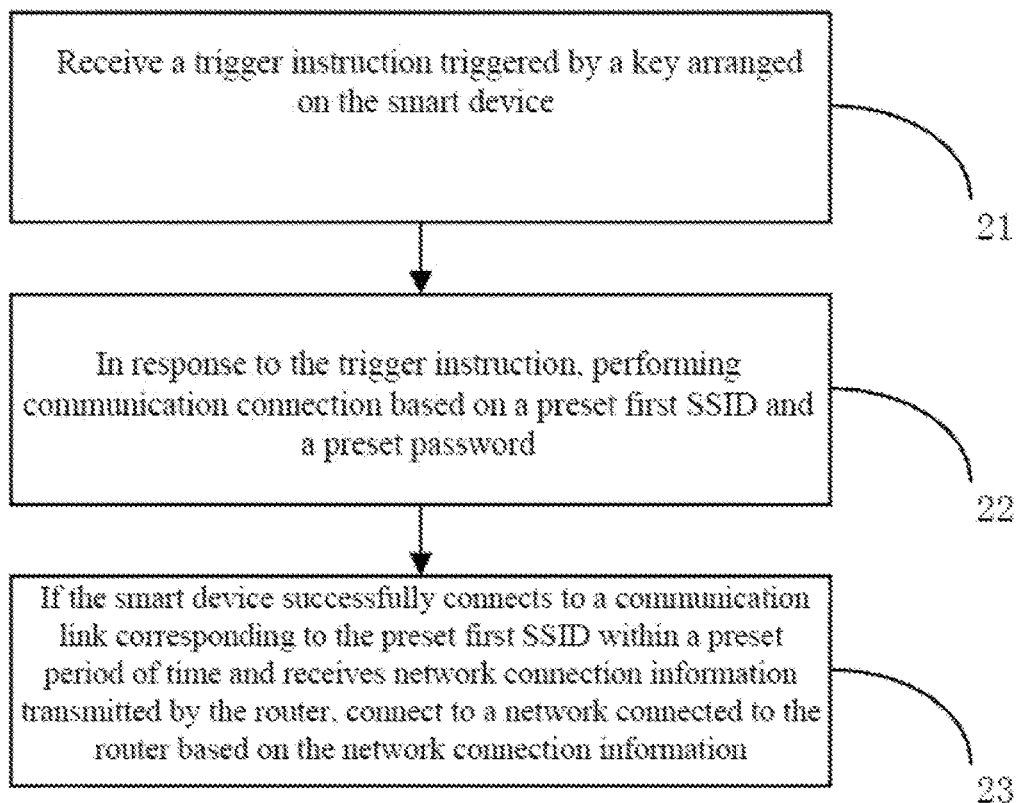 Receive a trigger instruction triggered by a key arranged
on the smart device
21
In response to the trigger instruction, performing
communication connection based on a preset first SSID and
a preset password
22
If the smart device successfully connects to a communication
link corresponding to the preset first SSID within a preset
period of time and receives network connection information
transmitted by the router, connect to a network connected to the
router based on the network connection information
23